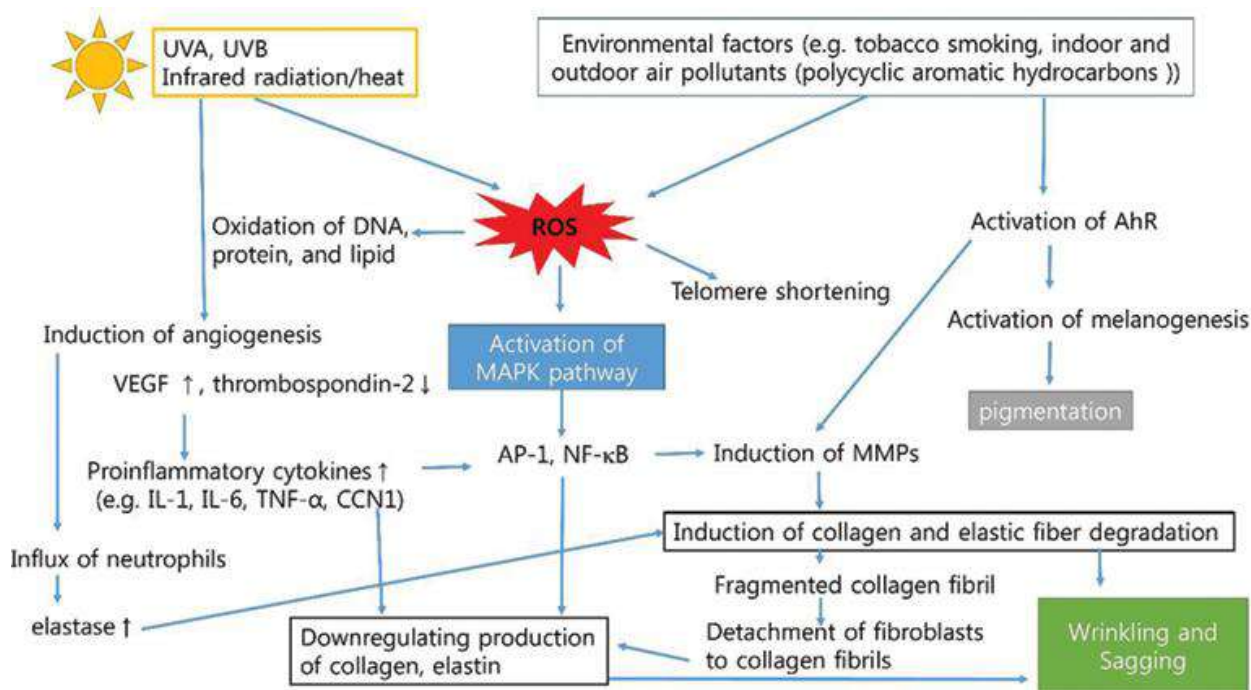 UVA, UVB
Infrared radiation/heat
Environmental factors (e.g. tobacco smoking, indoor and
outdoor air pollutants (polycyclic aromatic hydrocarbons ))
ROS
Oxidation of DNA,
protein, and lipid
Activation of AhR
Telomere shortening
Induction of angiogenesis
Activation of
MAPK pathway
Activation of melanogenesis
VEGF ↑, thrombospondin-2↓
pigmentation
Proinflammatory cytokines↑
(e.g. IL-1, IL-6, TNF-α, CCN1)
AP-1, NF-κB
Induction of MMPs
Induction of collagen and elastic fiber degradation
Influx of neutrophils
Fragmented collagen fibril
elastase↑
Downregulating production
of collagen, elastin
Detachment of fibroblasts
to collagen fibrils
Wrinkling and
Sagging